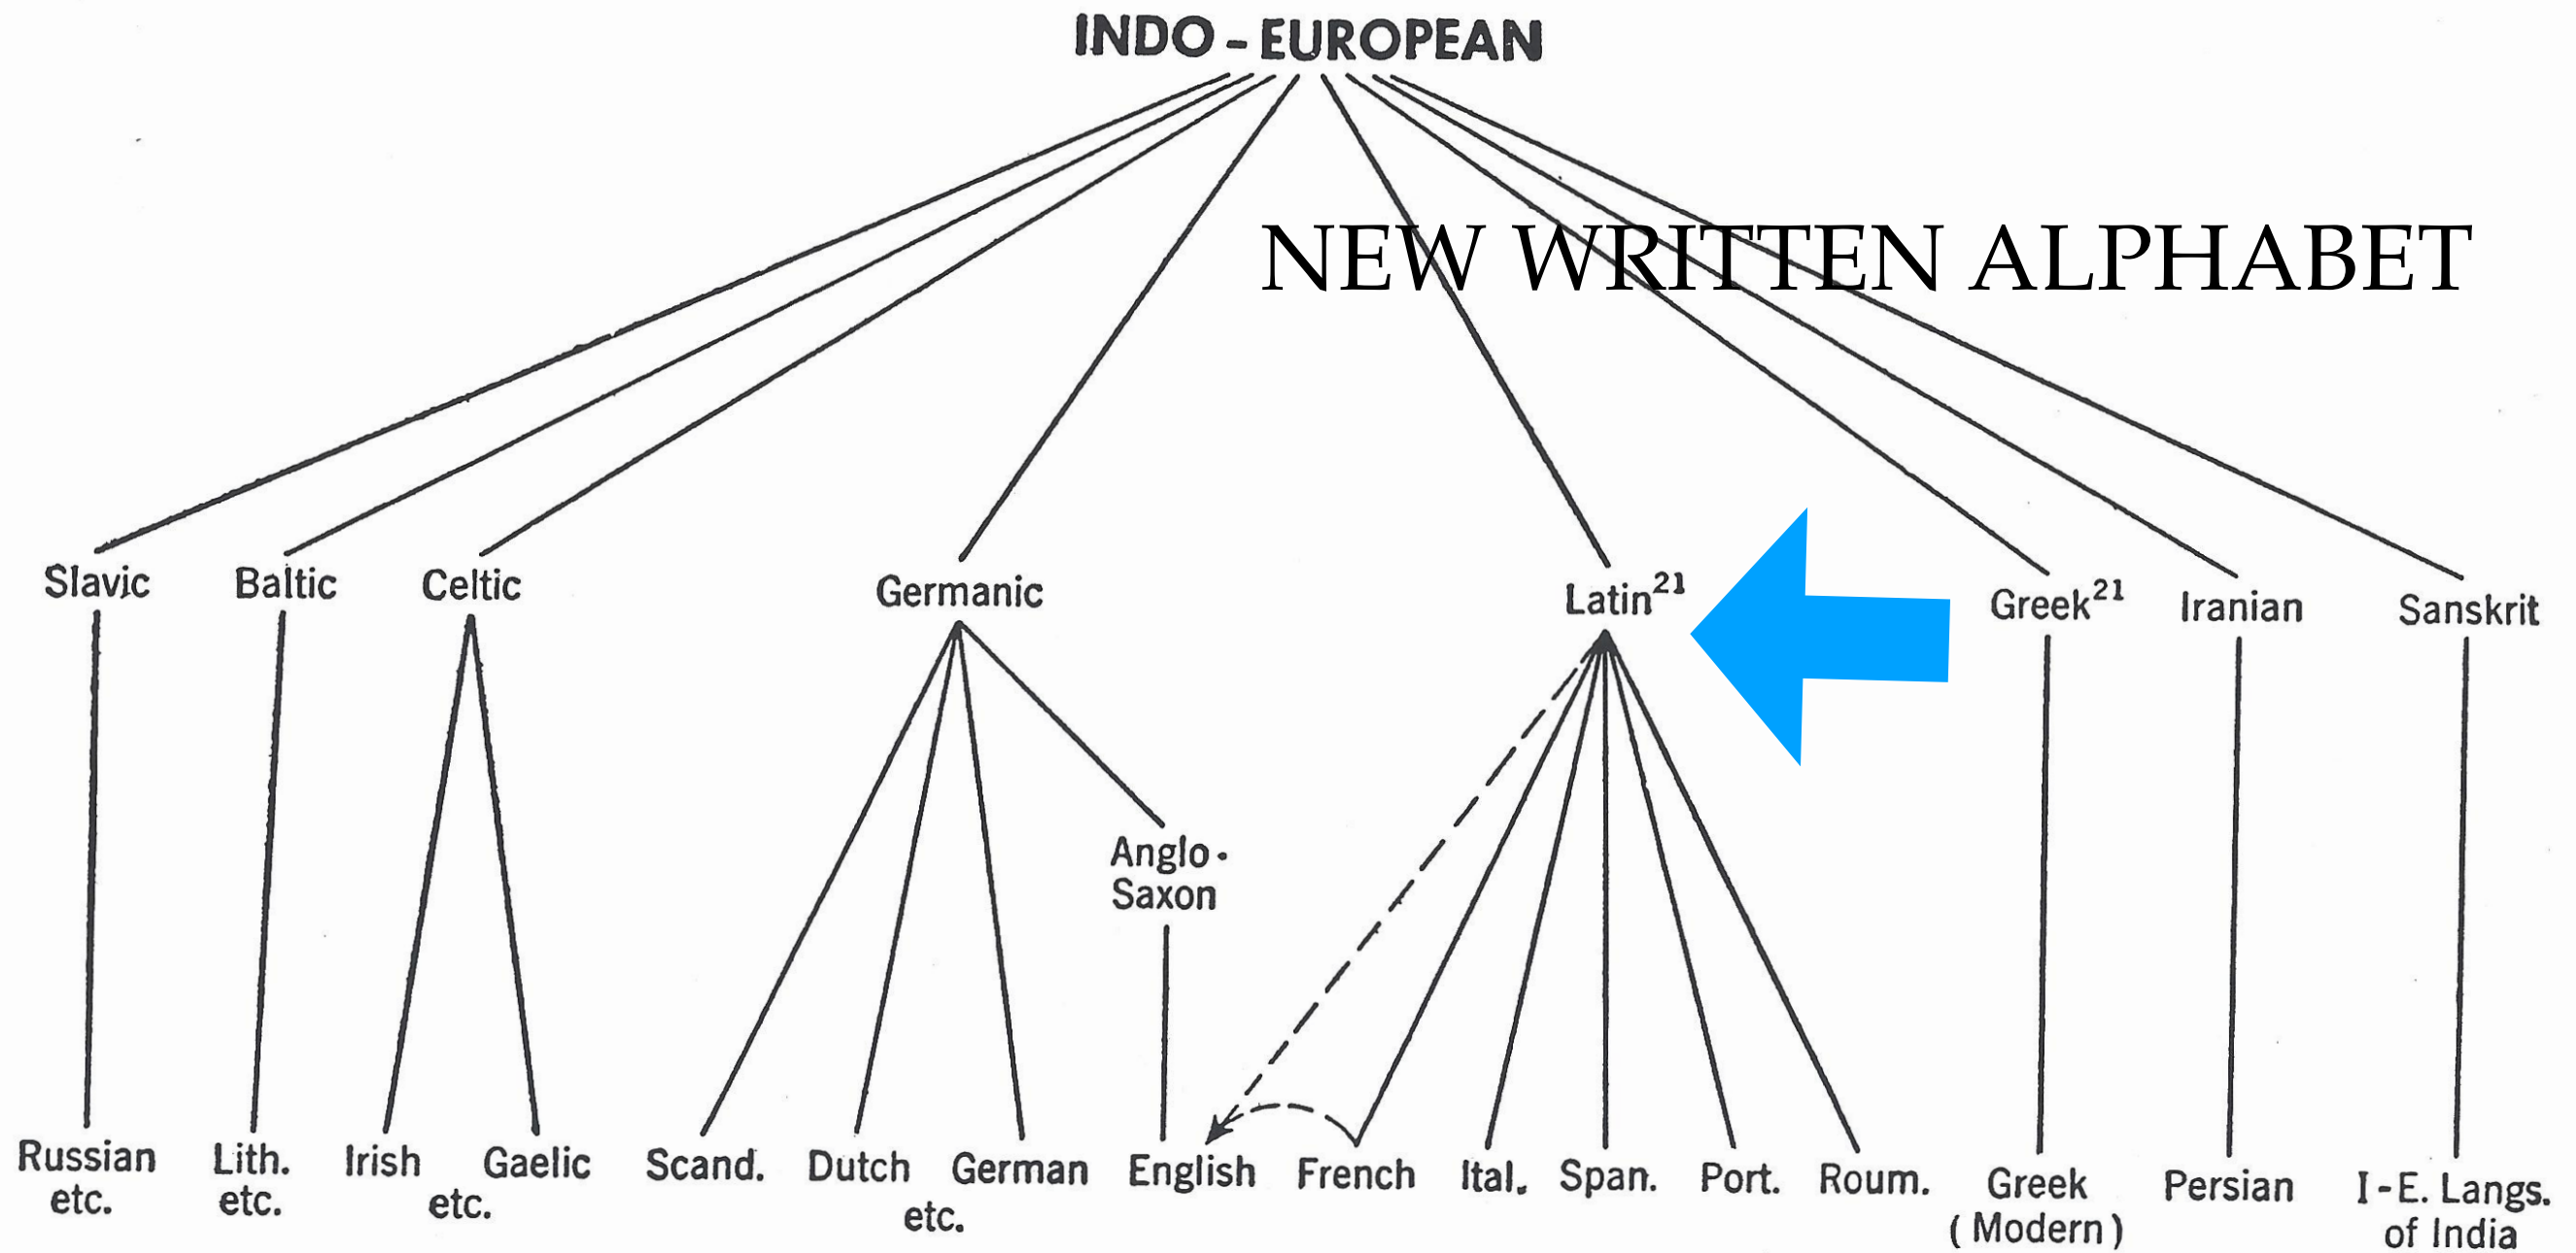 INDO - EUROPEAN
NEW WRITTEN ALPHABET
Slavic
Baltic
Celtic
Germanic
Latin21
Greek21
Iranian
Sanskrit
Anglo-
Saxon
Russian
etc.
Lith.
etc.
Irish
Gaelic
etc.
Scand.
Dutch
German
etc.
English
French
Ital.
Span.
Port.
Roum.
Greek
(Modern)
Persian
I-E. Langs.
of India